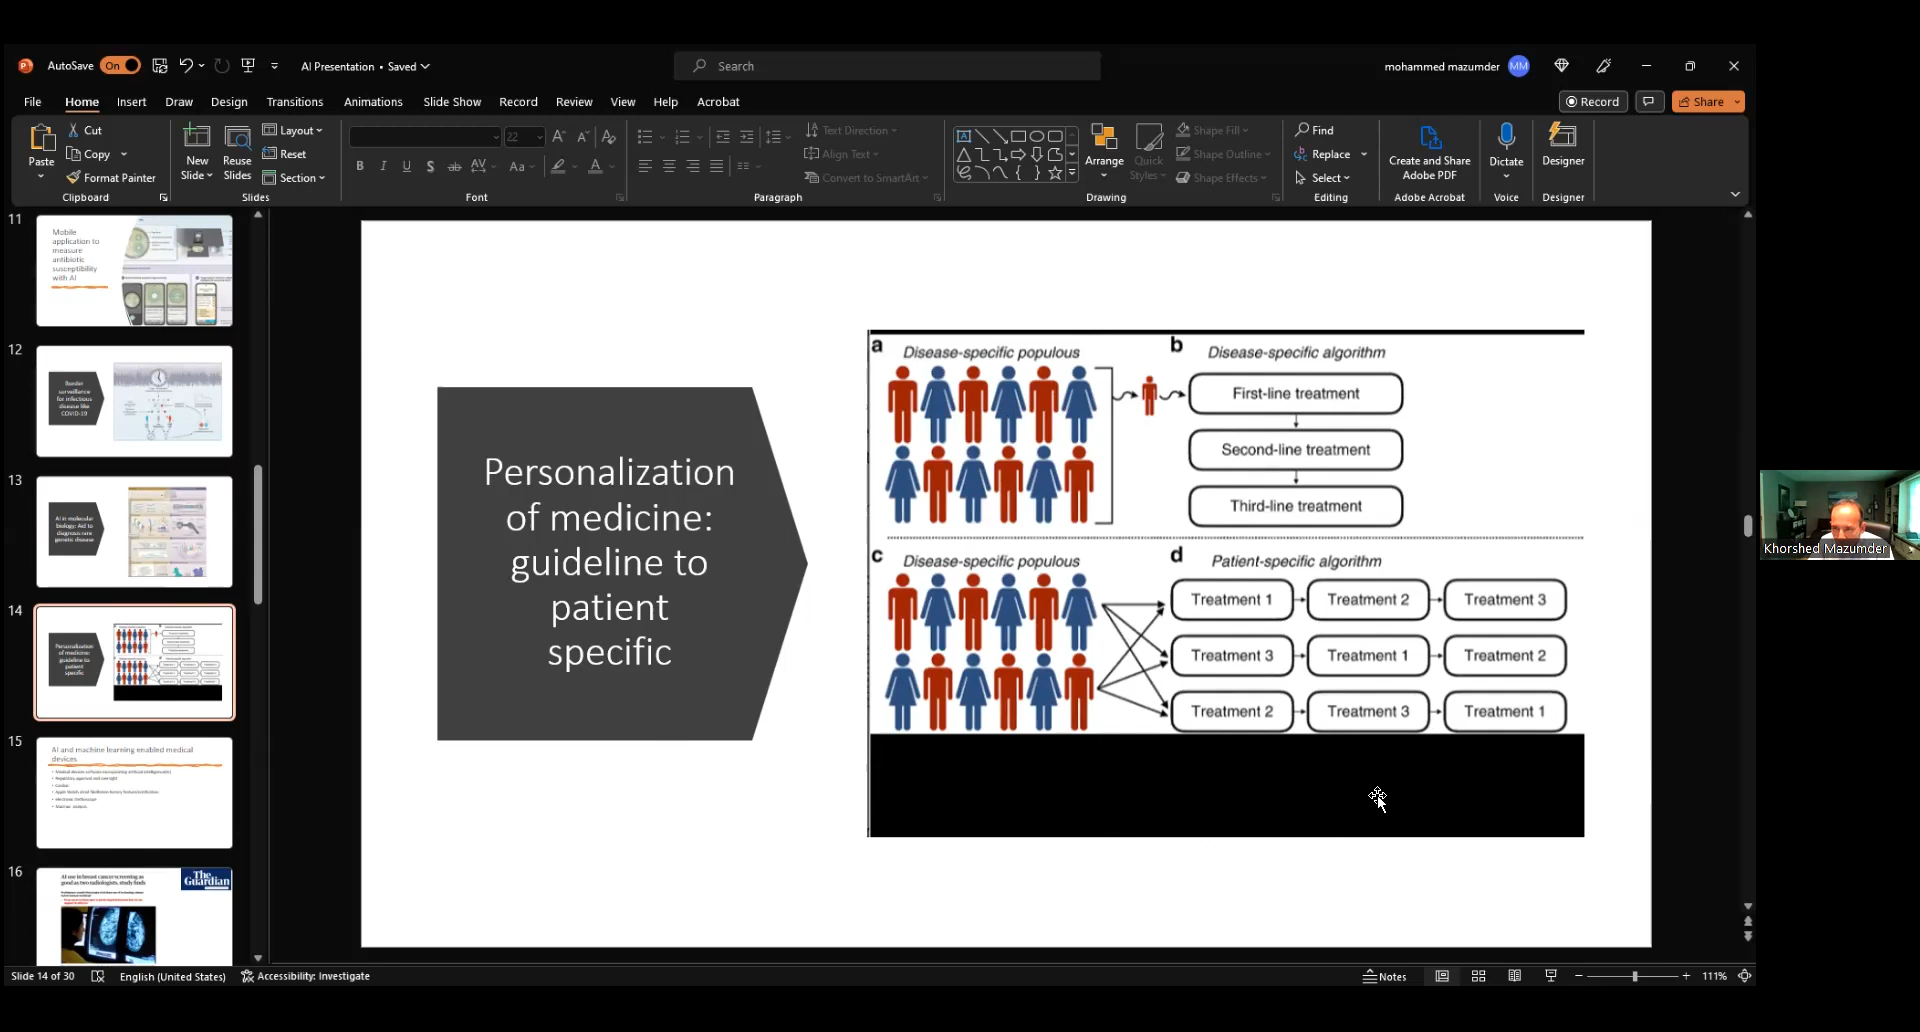 AutoSave On AI Presentation • Saved Search mohammed mazumder MM
File Home Insert Draw Design Transitions Animations Slide Show Record Review View Help Acrobat Record Share
Paste
Cut
Copy
Format Painter
Clipboard
New Slide
Reuse Slides
Layout
Reset
Section
Slides
22
B I U S ab AV Aa A
Font
Text Direction
Align Text
Convert to SmartArt
Paragraph
Arrange
Quick Styles
Shape Fill
Shape Outline
Shape Effects
Drawing
Find
Replace
Select
Editing
Create and Share Adobe PDF
Adobe Acrobat
Dictate
Voice
Designer
Designer
11
Mobile
application to
measure
antibiotic
susceptibility
with AI
12
Border
surveillance
for infectious
disease like
COVID-19
13
AI in molecular
biology: Aid to
diagnosis rare
genetic disease
14
Personalization
of medicine:
guideline to
patient
specific
15
AI and machine learning enabled medical
devices
16
AI use in breast cancer screening as
good as two radiologists, study finds
The
Guardian
Personalization
of medicine:
guideline to
patient
specific
a Disease-specific populous
b Disease-specific algorithm
First-line treatment
Second-line treatment
Third-line treatment
c Disease-specific populous
d Patient-specific algorithm
Treatment 1 Treatment 2 Treatment 3
Treatment 3 Treatment 1 Treatment 2
Treatment 2 Treatment 3 Treatment 1
Khorshed Mazumder
Slide 14 of 30 English (United States) Accessibility: Investigate Notes 111%